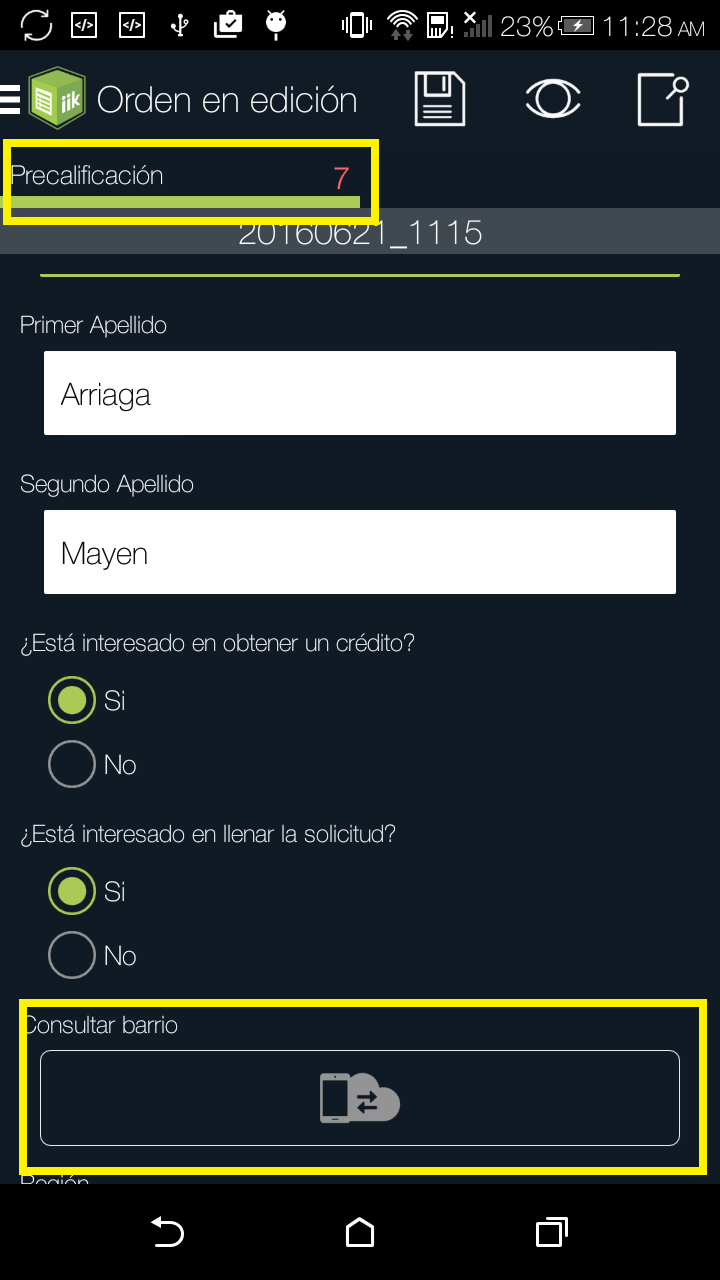 23% 11:28 AM
iik Orden en edición
Precalificación 7
20160621_1115
Primer Apellido
Arriaga
Segundo Apellido
Mayen
¿Está interesado en obtener un crédito?
Si
No
¿Está interesado en llenar la solicitud?
Si
No
Consultar barrio
Región